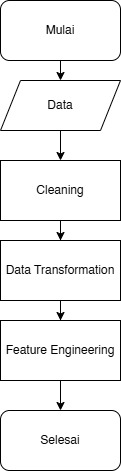 Mulai
Data
Cleaning
Data Transformation
Feature Engineering
Selesai